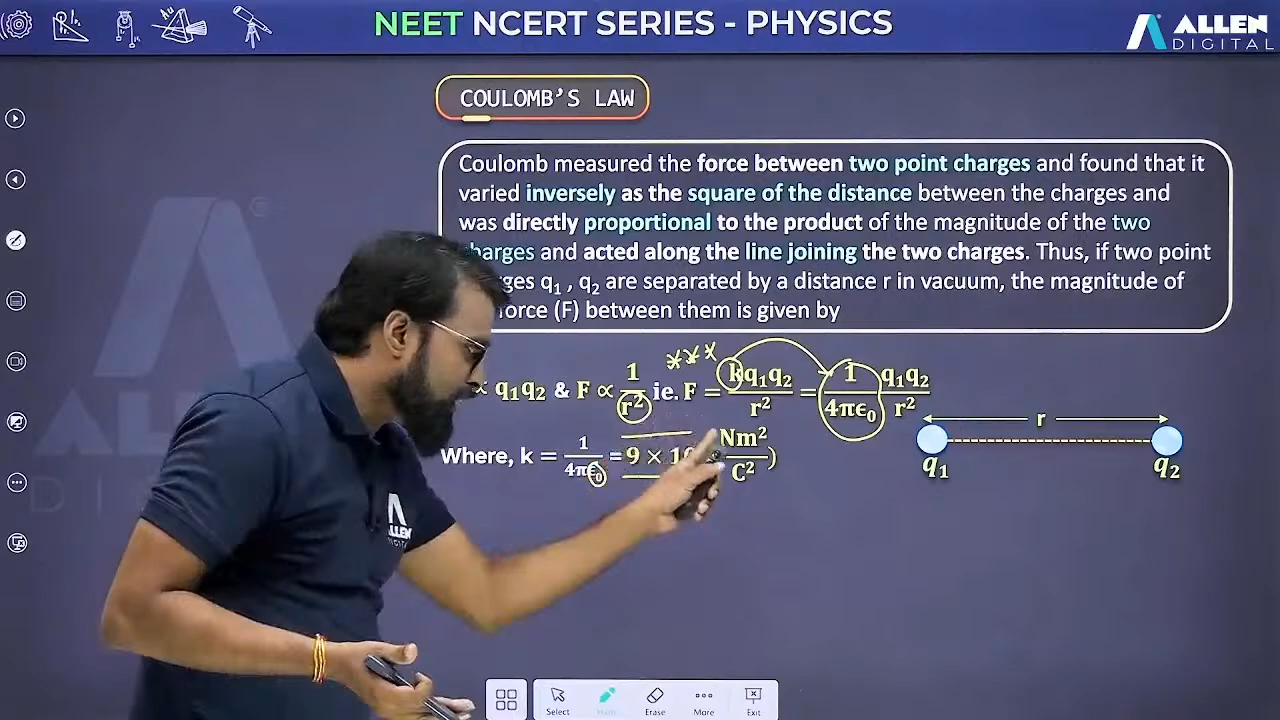 NEET NCERT SERIES - PHYSICS
ALLEN
DIGITAL
COULOMB'S LAW
Coulomb measured the force between two point charges and found that it
varied inversely as the square of the distance between the charges and
was directly proportional to the product of the magnitude of the two
charges and acted along the line joining the two charges. Thus, if two point
q₁ , q₂ are separated by a distance r in vacuum, the magnitude of
force (F) between them is given by
∝ q₁q₂ & F ∝ 1/r² ie. F = kq₁q₂/r² = 1/4πϵ₀ q₁q₂/r²
r
Where, k = 1/4πϵ₀ = 9 × 10 Nm²/C²)
q₁ q₂
ALLEN
Select Erase More Exit